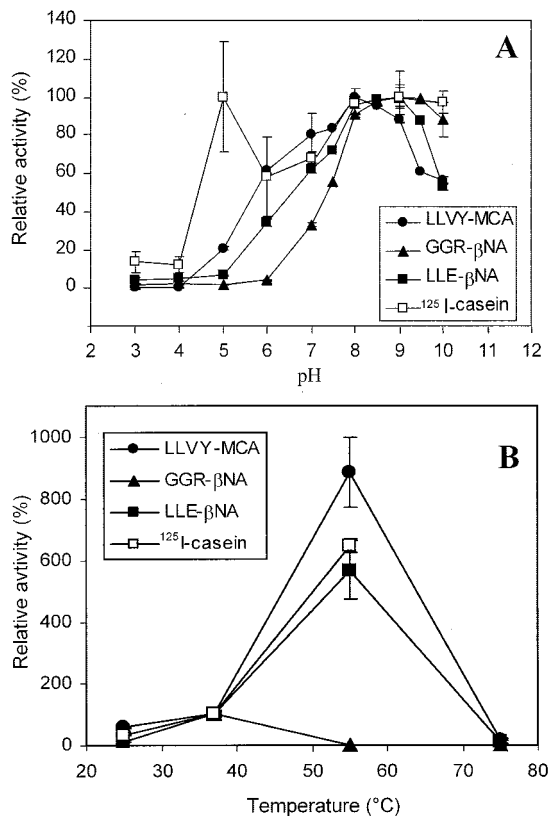 A
Relative activity (%)
140
120
100
80
60
40
20
0
LLVY-MCA
GGR-βNA
LLE-βNA
¹²⁵I-casein
2 3 4 5 6 7 8 9 10 11 12
pH
B
Relative avtivity (%)
1000
800
600
400
200
0
LLVY-MCA
GGR-βNA
LLE-βNA
¹²⁵I-casein
20 30 40 50 60 70 80
Temperature (°C)